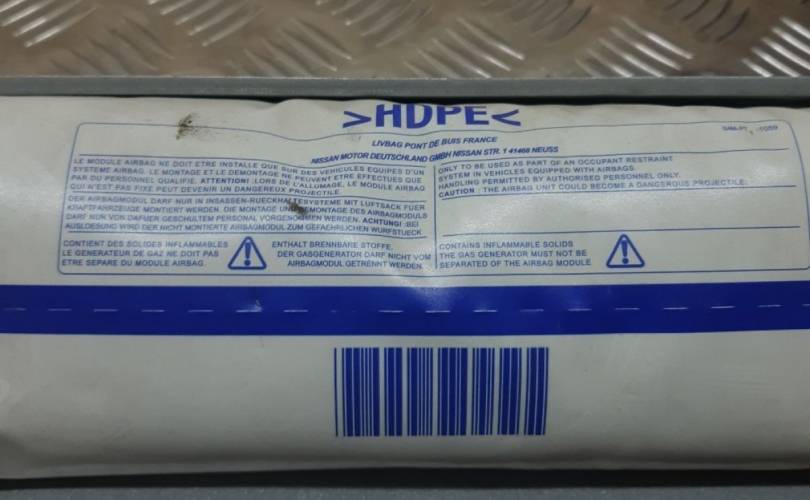 >HDPE<
LIVBAG PONT DE BUIS FRANCE
NISSAN MOTOR DEUTSCHLAND GMBH NISSAN STR. 1 41468 NEUSS
LE MODULE AIRBAG NE DOIT ETRE INSTALLE QUE SUR DES VEHICULES EQUIPES D'UN
SYSTEME AIRBAG. LE MONTAGE ET LE DEMONTAGE NE PEUVENT ETRE EFFECTUES QUE
PAR DU PERSONNEL QUALIFIE. ATTENTION! :LORS DE L'ALLUMAGE, LE MODULE AIRBAG
QUI N'EST PAS FIXE PEUT DEVENIR UN DANGEREUX PROJECTILE.
DER AIRBAGMODUL DARF NUR IN INSASSEN-RUECKHALTESYSTEME MIT LUFTSACK FUER
KRAFTFAHRZEUGE MONTIERT WERDEN. DIE MONTAGE UND DEMONTAGE DES AIRBAGMODULS
DARF NUR VON DAFUER GESCHULTEM PERSONAL VORGENOMMEN WERDEN. ACHTUNG! :BEI
AUSLOESUNG WIRD DER NICHT MONTIERTE AIRBAGMODUL ZUM GEFAEHRLICHEN WURFSTUECK
ONLY TO BE USED AS PART OF AN OCCUPANT RESTRAINT
SYSTEM IN VEHICLES EQUIPPED WITH AIRBAGS.
HANDLING PERMITTED BY AUTHORISED PERSONNEL ONLY.
CAUTION : THE AIRBAG UNIT COULD BECOME A DANGEROUS PROJECTILE.
CONTIENT DES SOLIDES INFLAMMABLES
LE GENERATEUR DE GAZ NE DOIT PAS
ETRE SEPARE DU MODULE AIRBAG.
ENTHALT BRENNBARE STOFFE.
DER GASGENERATOR DARF NICHT VOM
AIRBAGMODUL GETRENNT WERDEN
CONTAINS INFLAMMABLE SOLIDS
THE GAS GENERATOR MUST NOT BE
SEPARATED OF THE AIRBAG MODULE